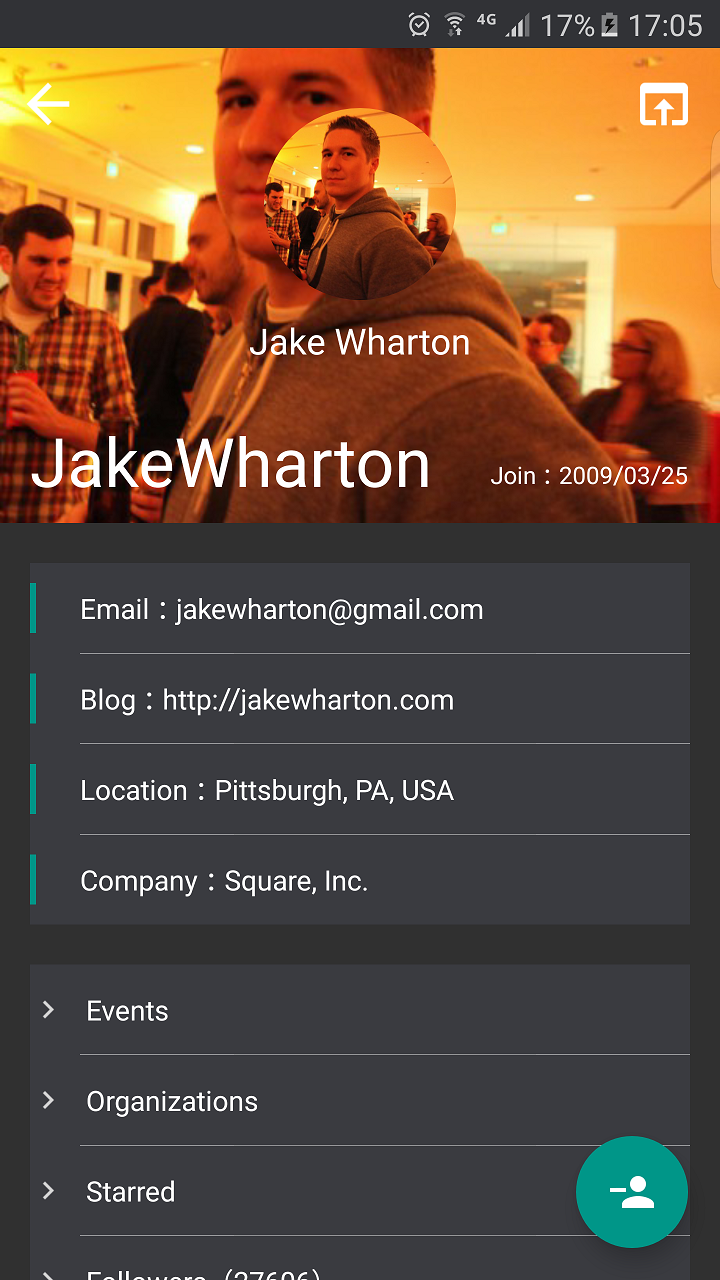 4G 17% 17:05
Jake Wharton
JakeWharton
Join：2009/03/25
Email：jakewharton@gmail.com
Blog：http://jakewharton.com
Location：Pittsburgh, PA, USA
Company：Square, Inc.
Events
Organizations
Starred
Followers